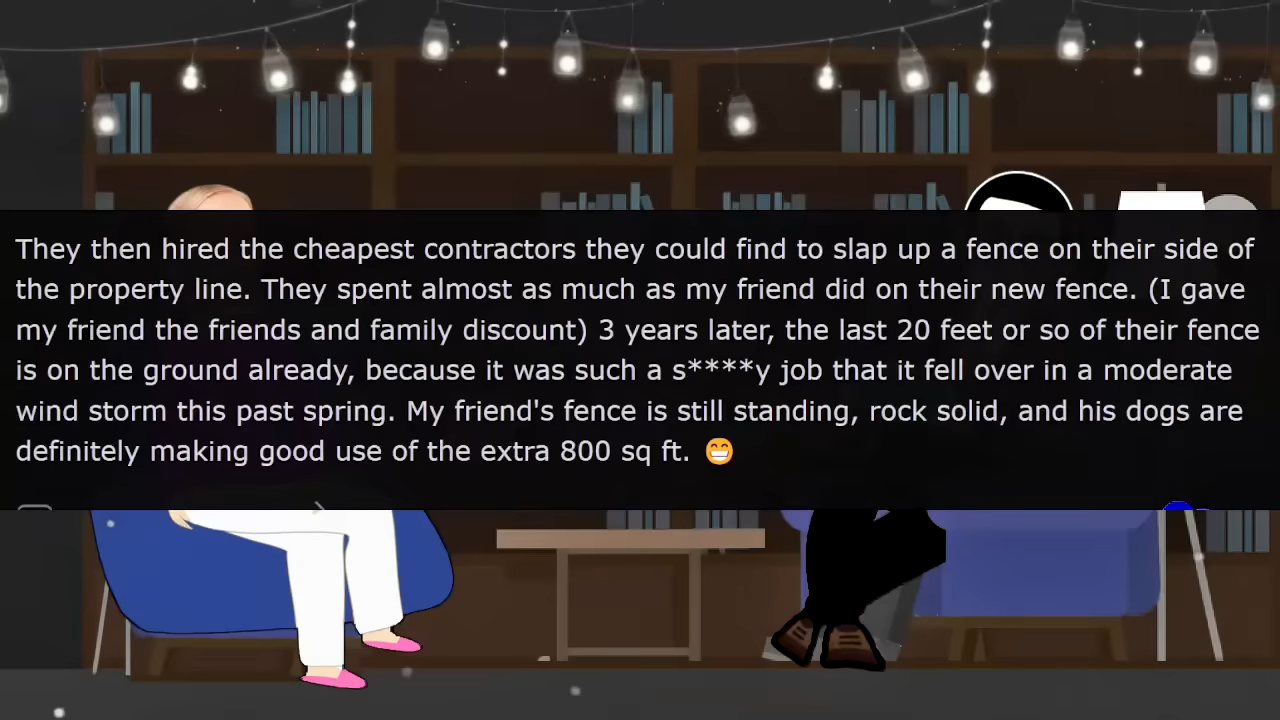 They then hired the cheapest contractors they could find to slap up a fence on their side of
the property line. They spent almost as much as my friend did on their new fence. (I gave
my friend the friends and family discount) 3 years later, the last 20 feet or so of their fence
is on the ground already, because it was such a s****y job that it fell over in a moderate
wind storm this past spring. My friend's fence is still standing, rock solid, and his dogs are
definitely making good use of the extra 800 sq ft. 😁